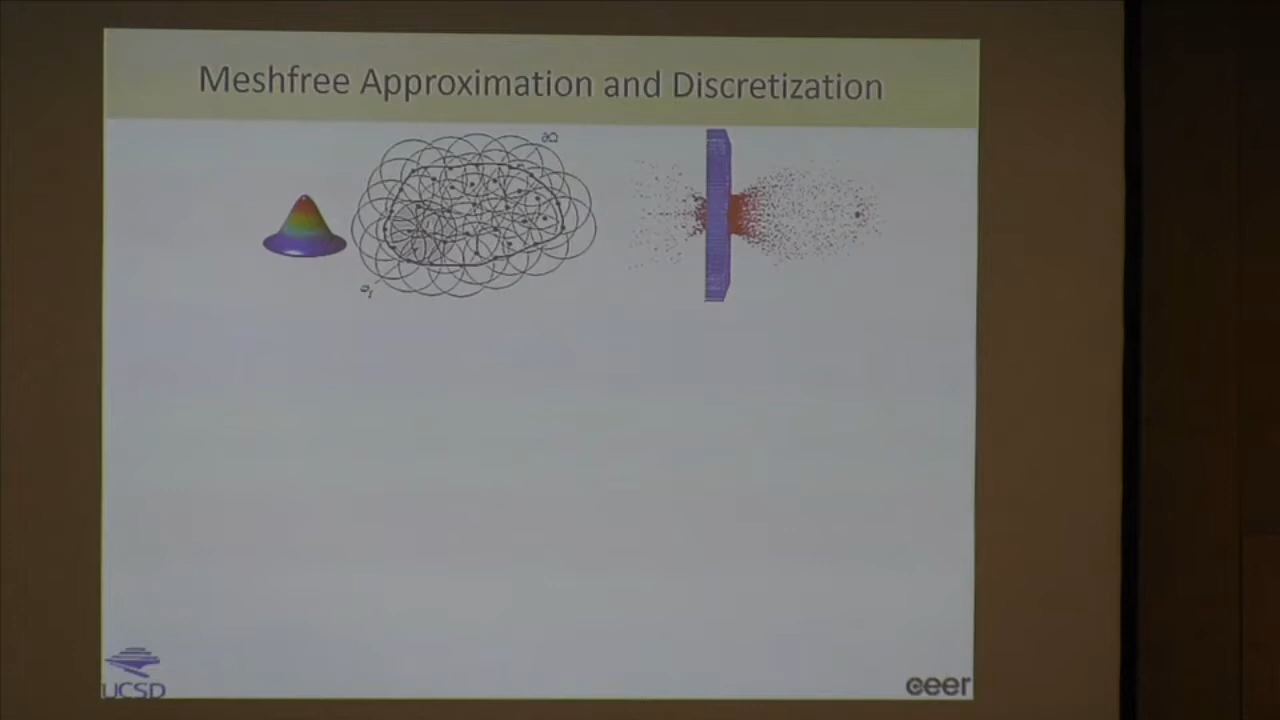 Meshfree Approximation and Discretization
∂Ω
UCSD
ceer